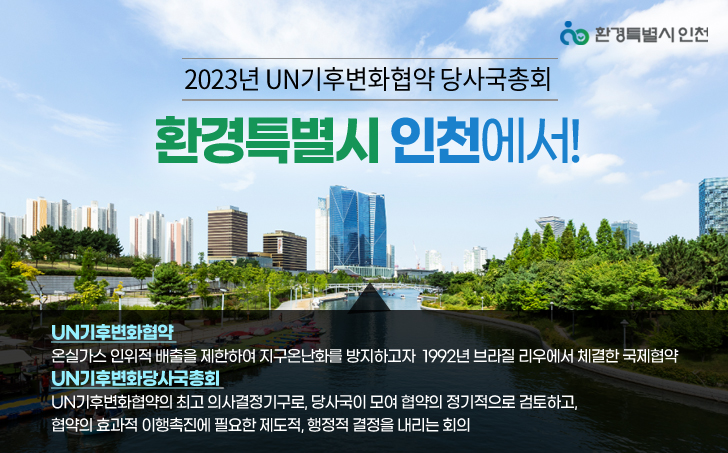 환경특별시 인천
2023년 UN기후변화협약 당사국총회
환경특별시 인천에서!
UN기후변화협약
온실가스 인위적 배출을 제한하여 지구온난화를 방지하고자 1992년 브라질 리우에서 체결한 국제협약
UN기후변화당사국총회
UN기후변화협약의 최고 의사결정기구로, 당사국이 모여 협약의 정기적으로 검토하고,
협약의 효과적 이행촉진에 필요한 제도적, 행정적 결정을 내리는 회의